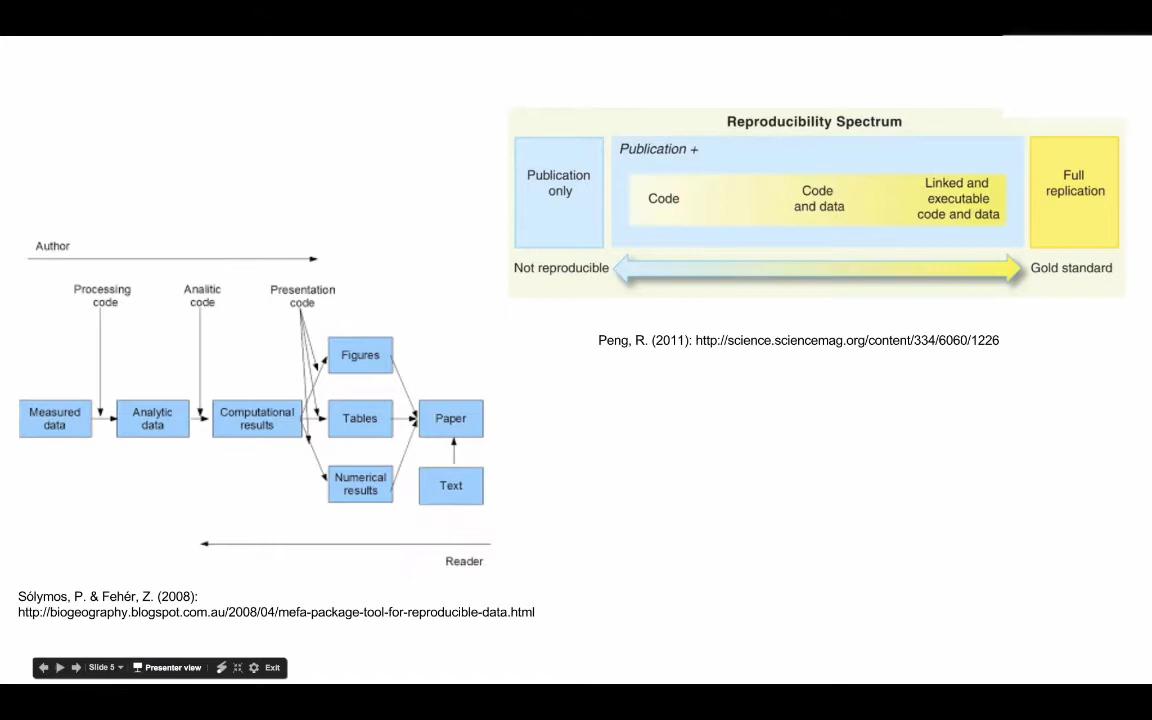 Reproducibility Spectrum
Publication
only
Publication +
Code
Code
and data
Linked and
executable
code and data
Full
replication
Not reproducible
Gold standard
Peng, R. (2011): http://science.sciencemag.org/content/334/6060/1226
Author
Processing
code
Analitic
code
Presentation
code
Figures
Measured
data
Analytic
data
Computational
results
Tables
Paper
Numerical
results
Text
Reader
Sólymos, P. & Fehér, Z. (2008):
http://biogeography.blogspot.com.au/2008/04/mefa-package-tool-for-reproducible-data.html
Slide 5
Presenter view
Exit